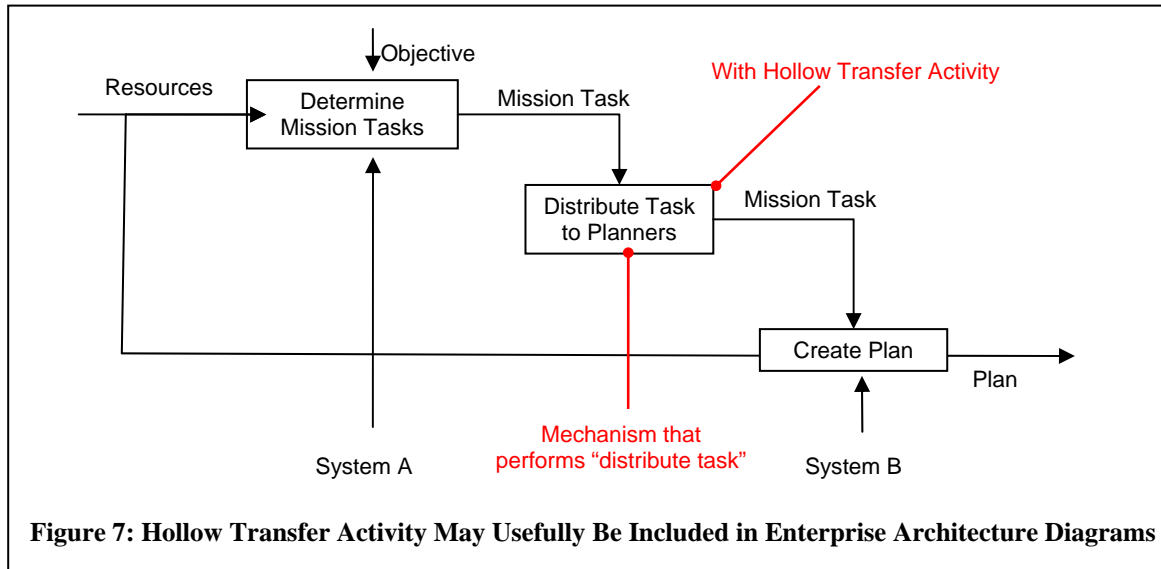 Objective
Resources
With Hollow Transfer Activity
Determine
Mission Tasks
Mission Task
Distribute Task
to Planners
Mission Task
Create Plan
Plan
Mechanism that
performs “distribute task”
System A
System B
Figure 7: Hollow Transfer Activity May Usefully Be Included in Enterprise Architecture Diagrams